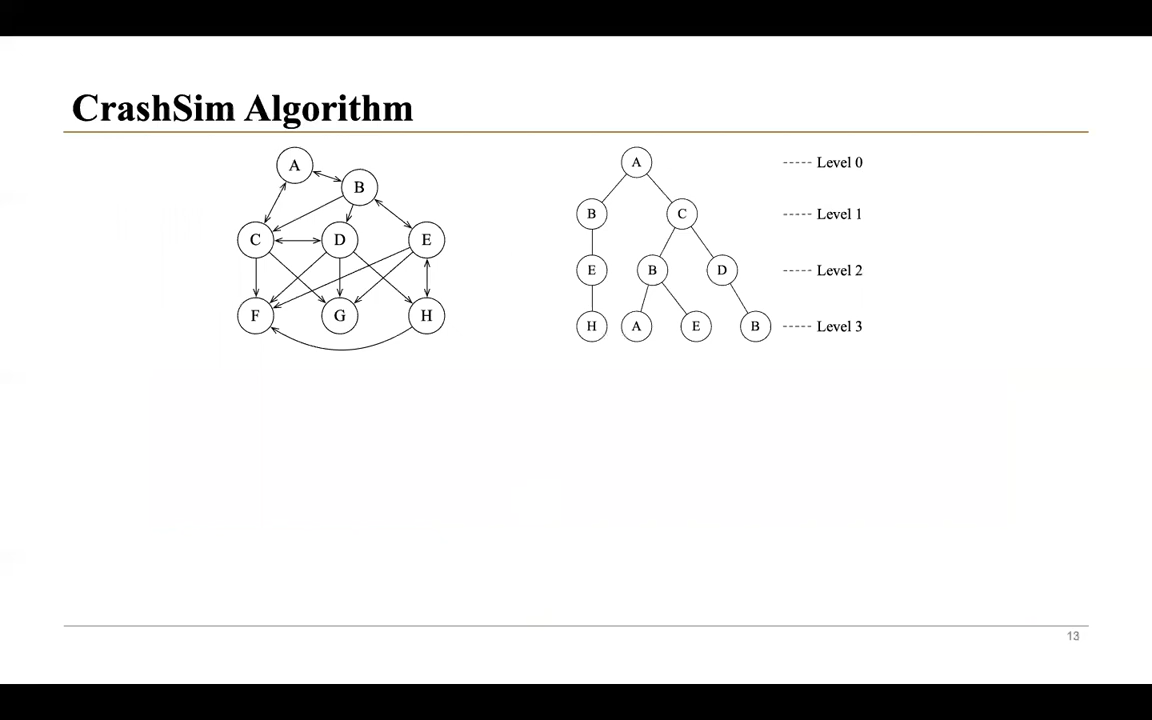 CrashSim Algorithm
A
B
C
D
E
F
G
H
A
Level 0
B
C
Level 1
E
B
D
Level 2
H
A
E
B
Level 3
13